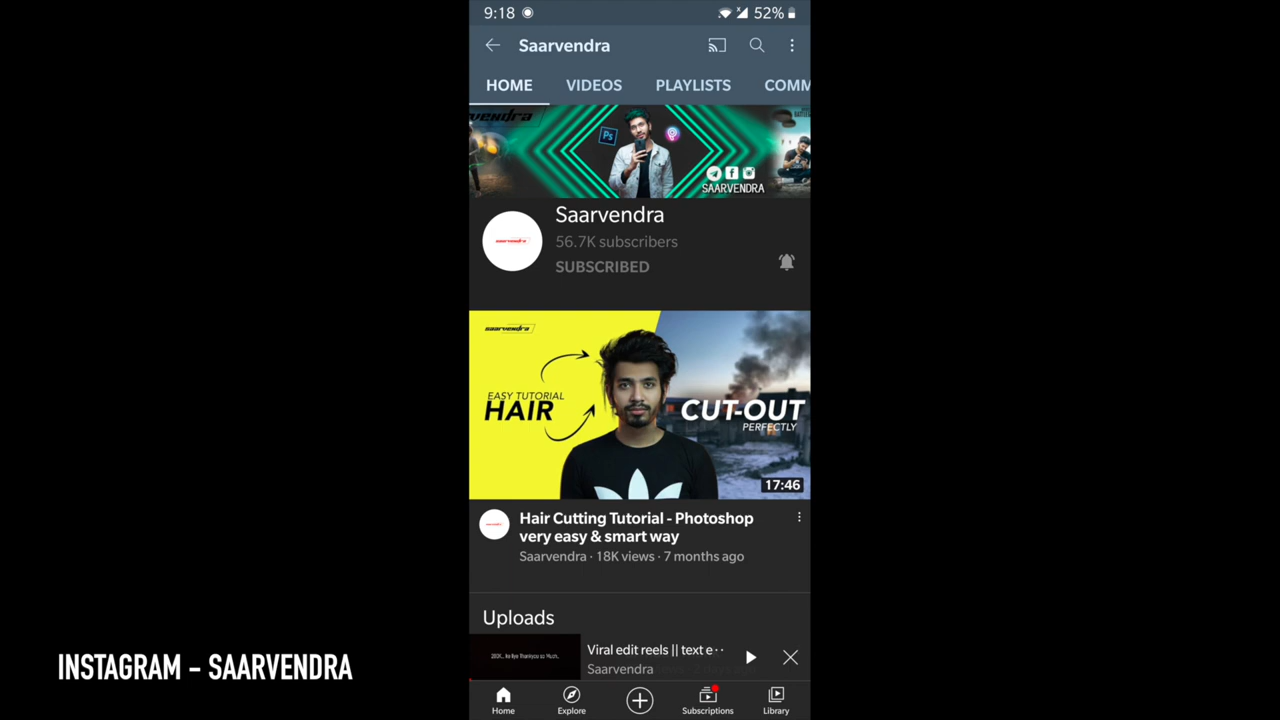 9:18
52%
Saarvendra
HOME VIDEOS PLAYLISTS COMM
Ps
SAARVENDRA
Saarvendra
56.7K subscribers
SUBSCRIBED
saarvendra
EASY TUTORIAL
HAIR
CUT-OUT
PERFECTLY
17:46
Hair Cutting Tutorial - Photoshop
very easy & smart way
Saarvendra · 18K views · 7 months ago
Uploads
Viral edit reels || text e··
Saarvendra
Home Explore Subscriptions Library
INSTAGRAM - SAARVENDRA